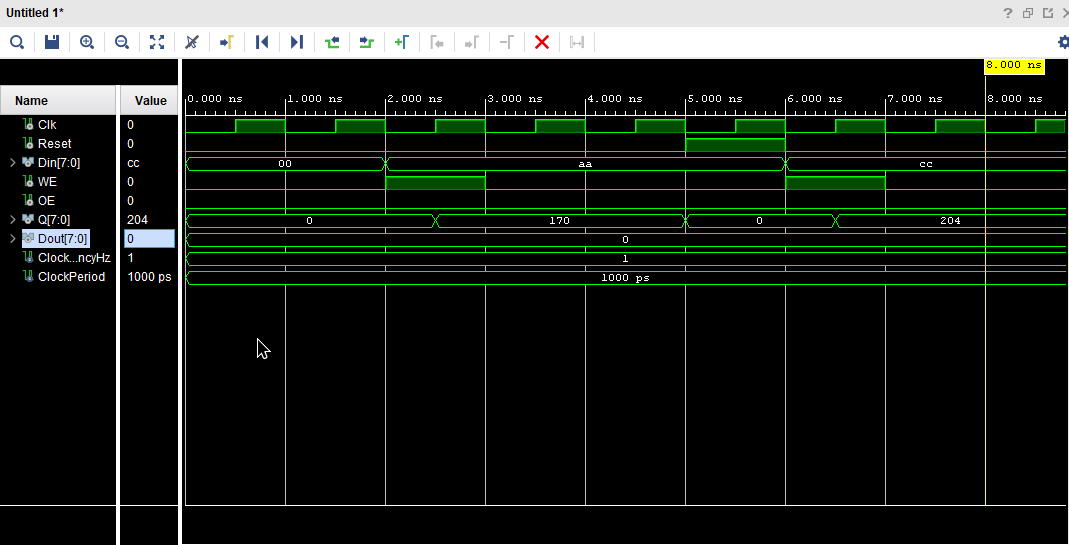 Untitled 1*
?
8.000 ns
Name Value
0.000 ns 1.000 ns 2.000 ns 3.000 ns 4.000 ns 5.000 ns 6.000 ns 7.000 ns 8.000 ns
Clk 0
Reset 0
Din[7:0] cc 00 aa cc
WE 0
OE 0
Q[7:0] 204 0 170 0 204
Dout[7:0] 0 0
Clock...ncyHz 1 1
ClockPeriod 1000 ps 1000 ps